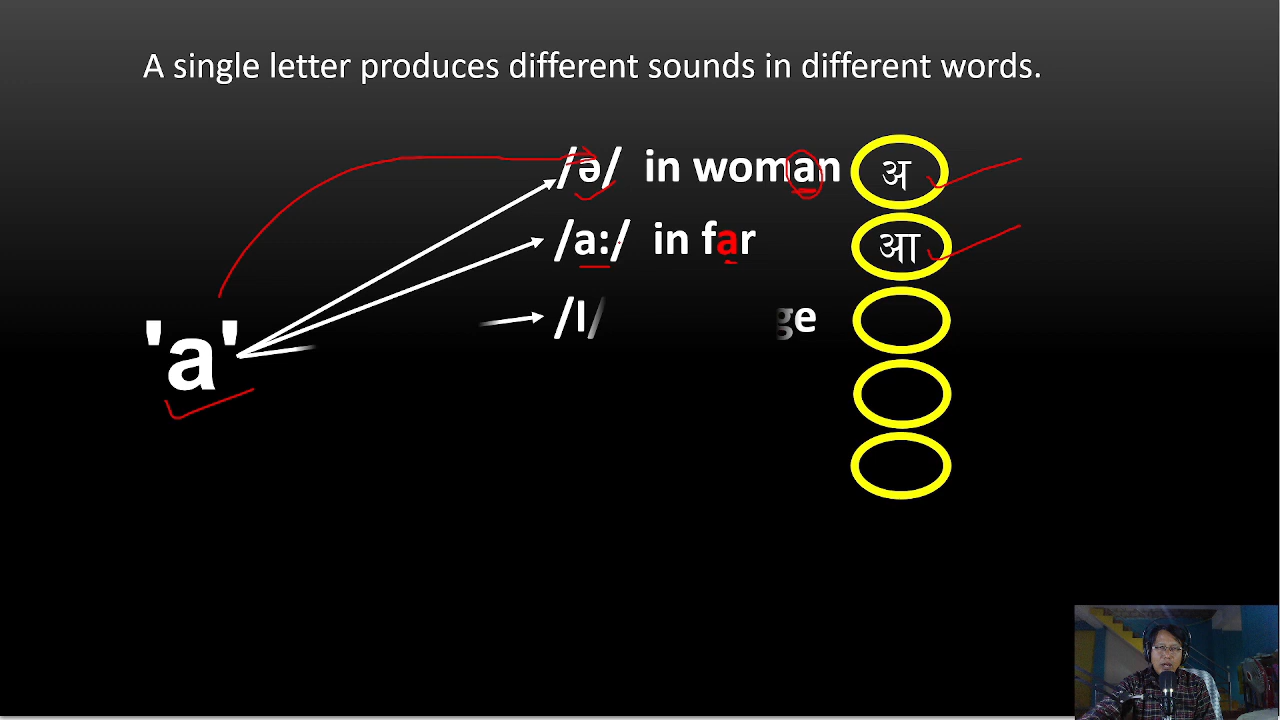 A single letter produces different sounds in different words.
/ə/ in woman अ
/a:/ in far आ
/I/ ge
'a'